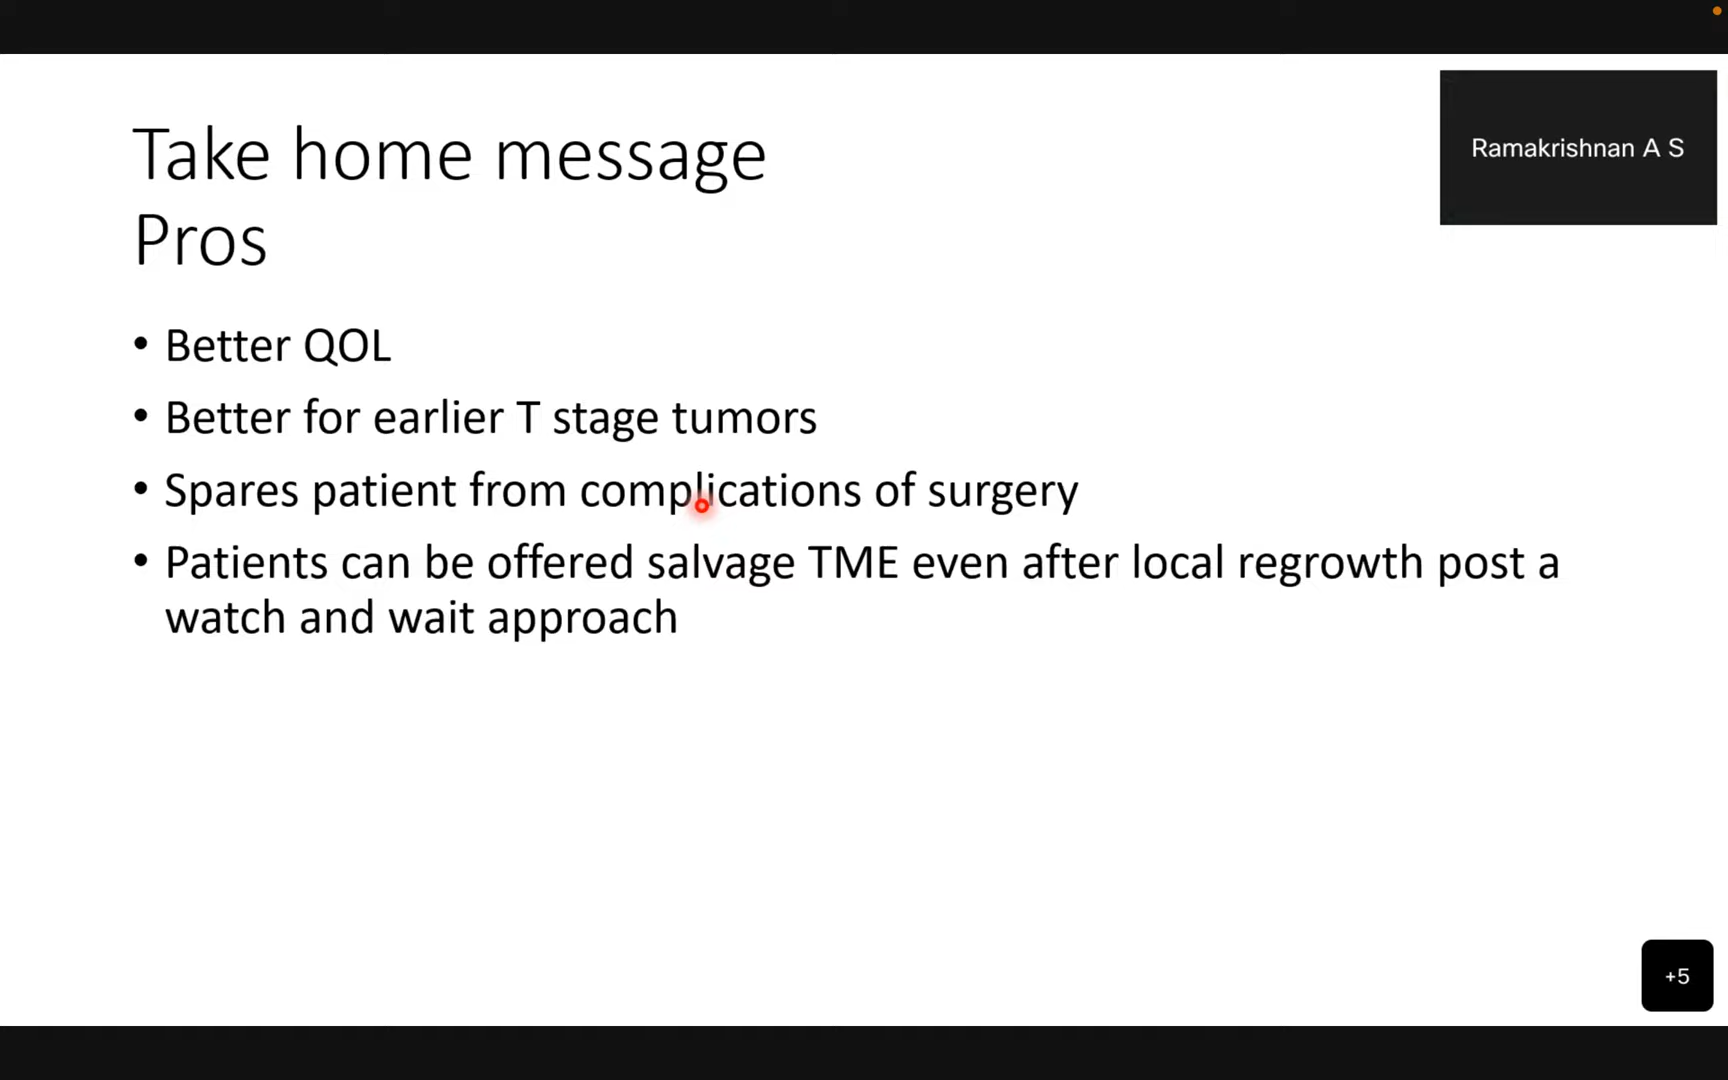 Take home message
Pros
Ramakrishnan A S
• Better QOL
• Better for earlier T stage tumors
• Spares patient from complications of surgery
• Patients can be offered salvage TME even after local regrowth post a
watch and wait approach
+5